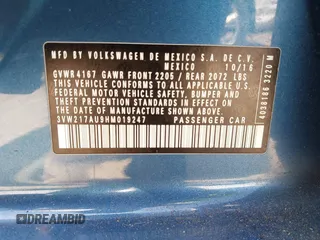 MFD BY VOLKSWAGEN DE MEXICO S.A. DE C.V.
MEXICO 10/16
GVWR 4167 GAWR FRONT 2205 / REAR 2072 LBS
THIS VEHICLE CONFORMS TO ALL APPLICABLE
FEDERAL MOTOR VEHICLE SAFETY, BUMPER AND
THEFT PREVENTION STANDARDS IN EFFECT ON THE
DATE OF MANUFACTURE SHOWN ABOVE.
3VW217AU9HM019247 PASSENGER CAR
DREAMBID